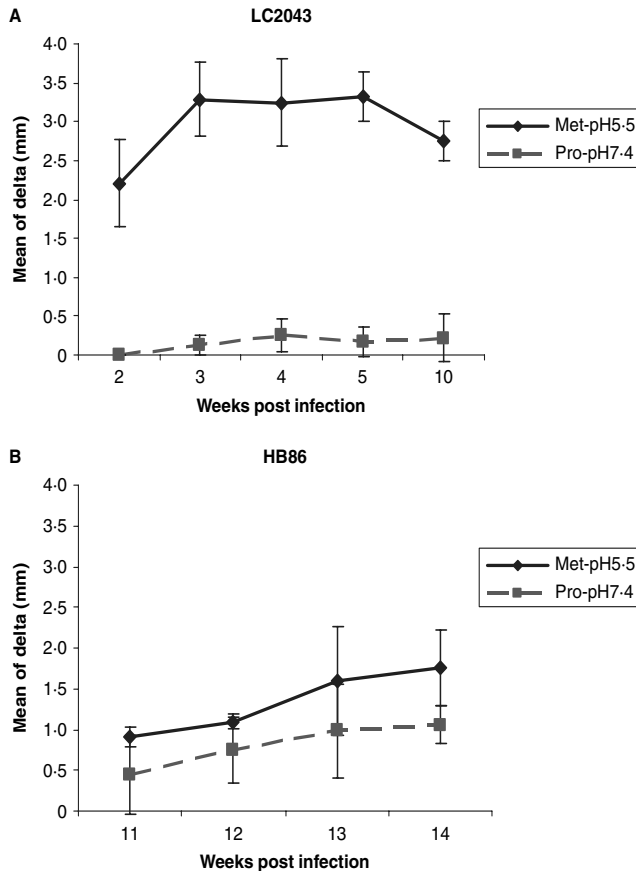 A
LC2043
4·0
3·5
3·0
2·5
2·0
1·5
1·0
0·5
0
Mean of delta (mm)
2 3 4 5 10
Weeks post infection
Met-pH5·5
Pro-pH7·4
B
HB86
4·0
3·5
3·0
2·5
2·0
1·5
1·0
0·5
0
Mean of delta (mm)
11 12 13 14
Weeks post infection
Met-pH5·5
Pro-pH7·4